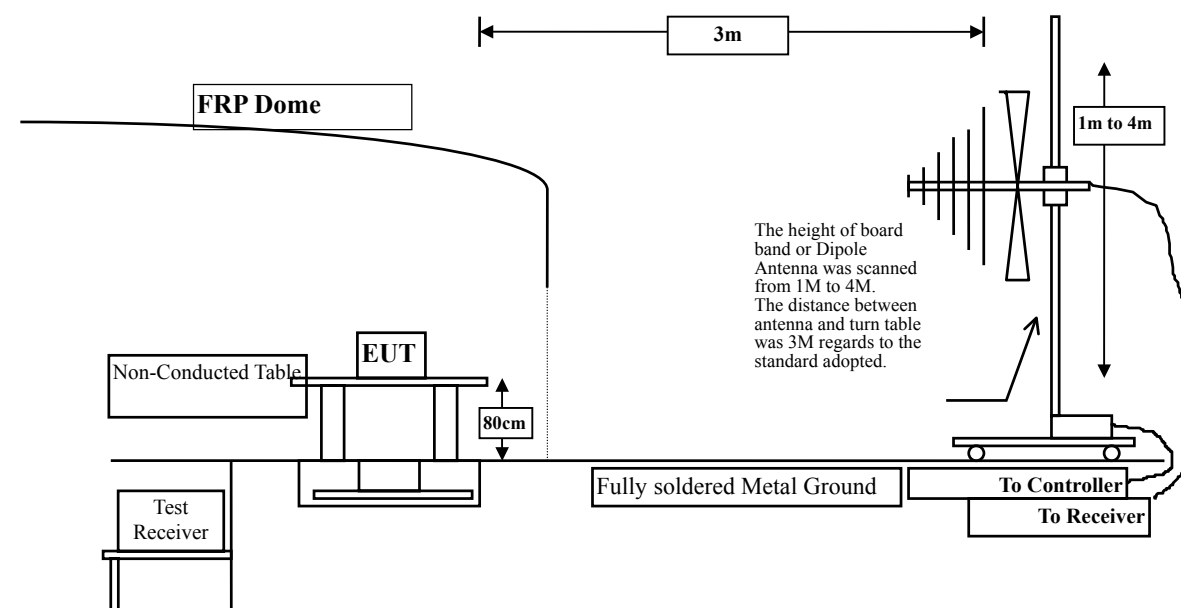 3m
FRP Dome
1m to 4m
The height of board
band or Dipole
Antenna was scanned
from 1M to 4M.
The distance between
antenna and turn table
was 3M regards to the
standard adopted.
EUT
Non-Conducted Table
80cm
Fully soldered Metal Ground
To Controller
To Receiver
Test
Receiver